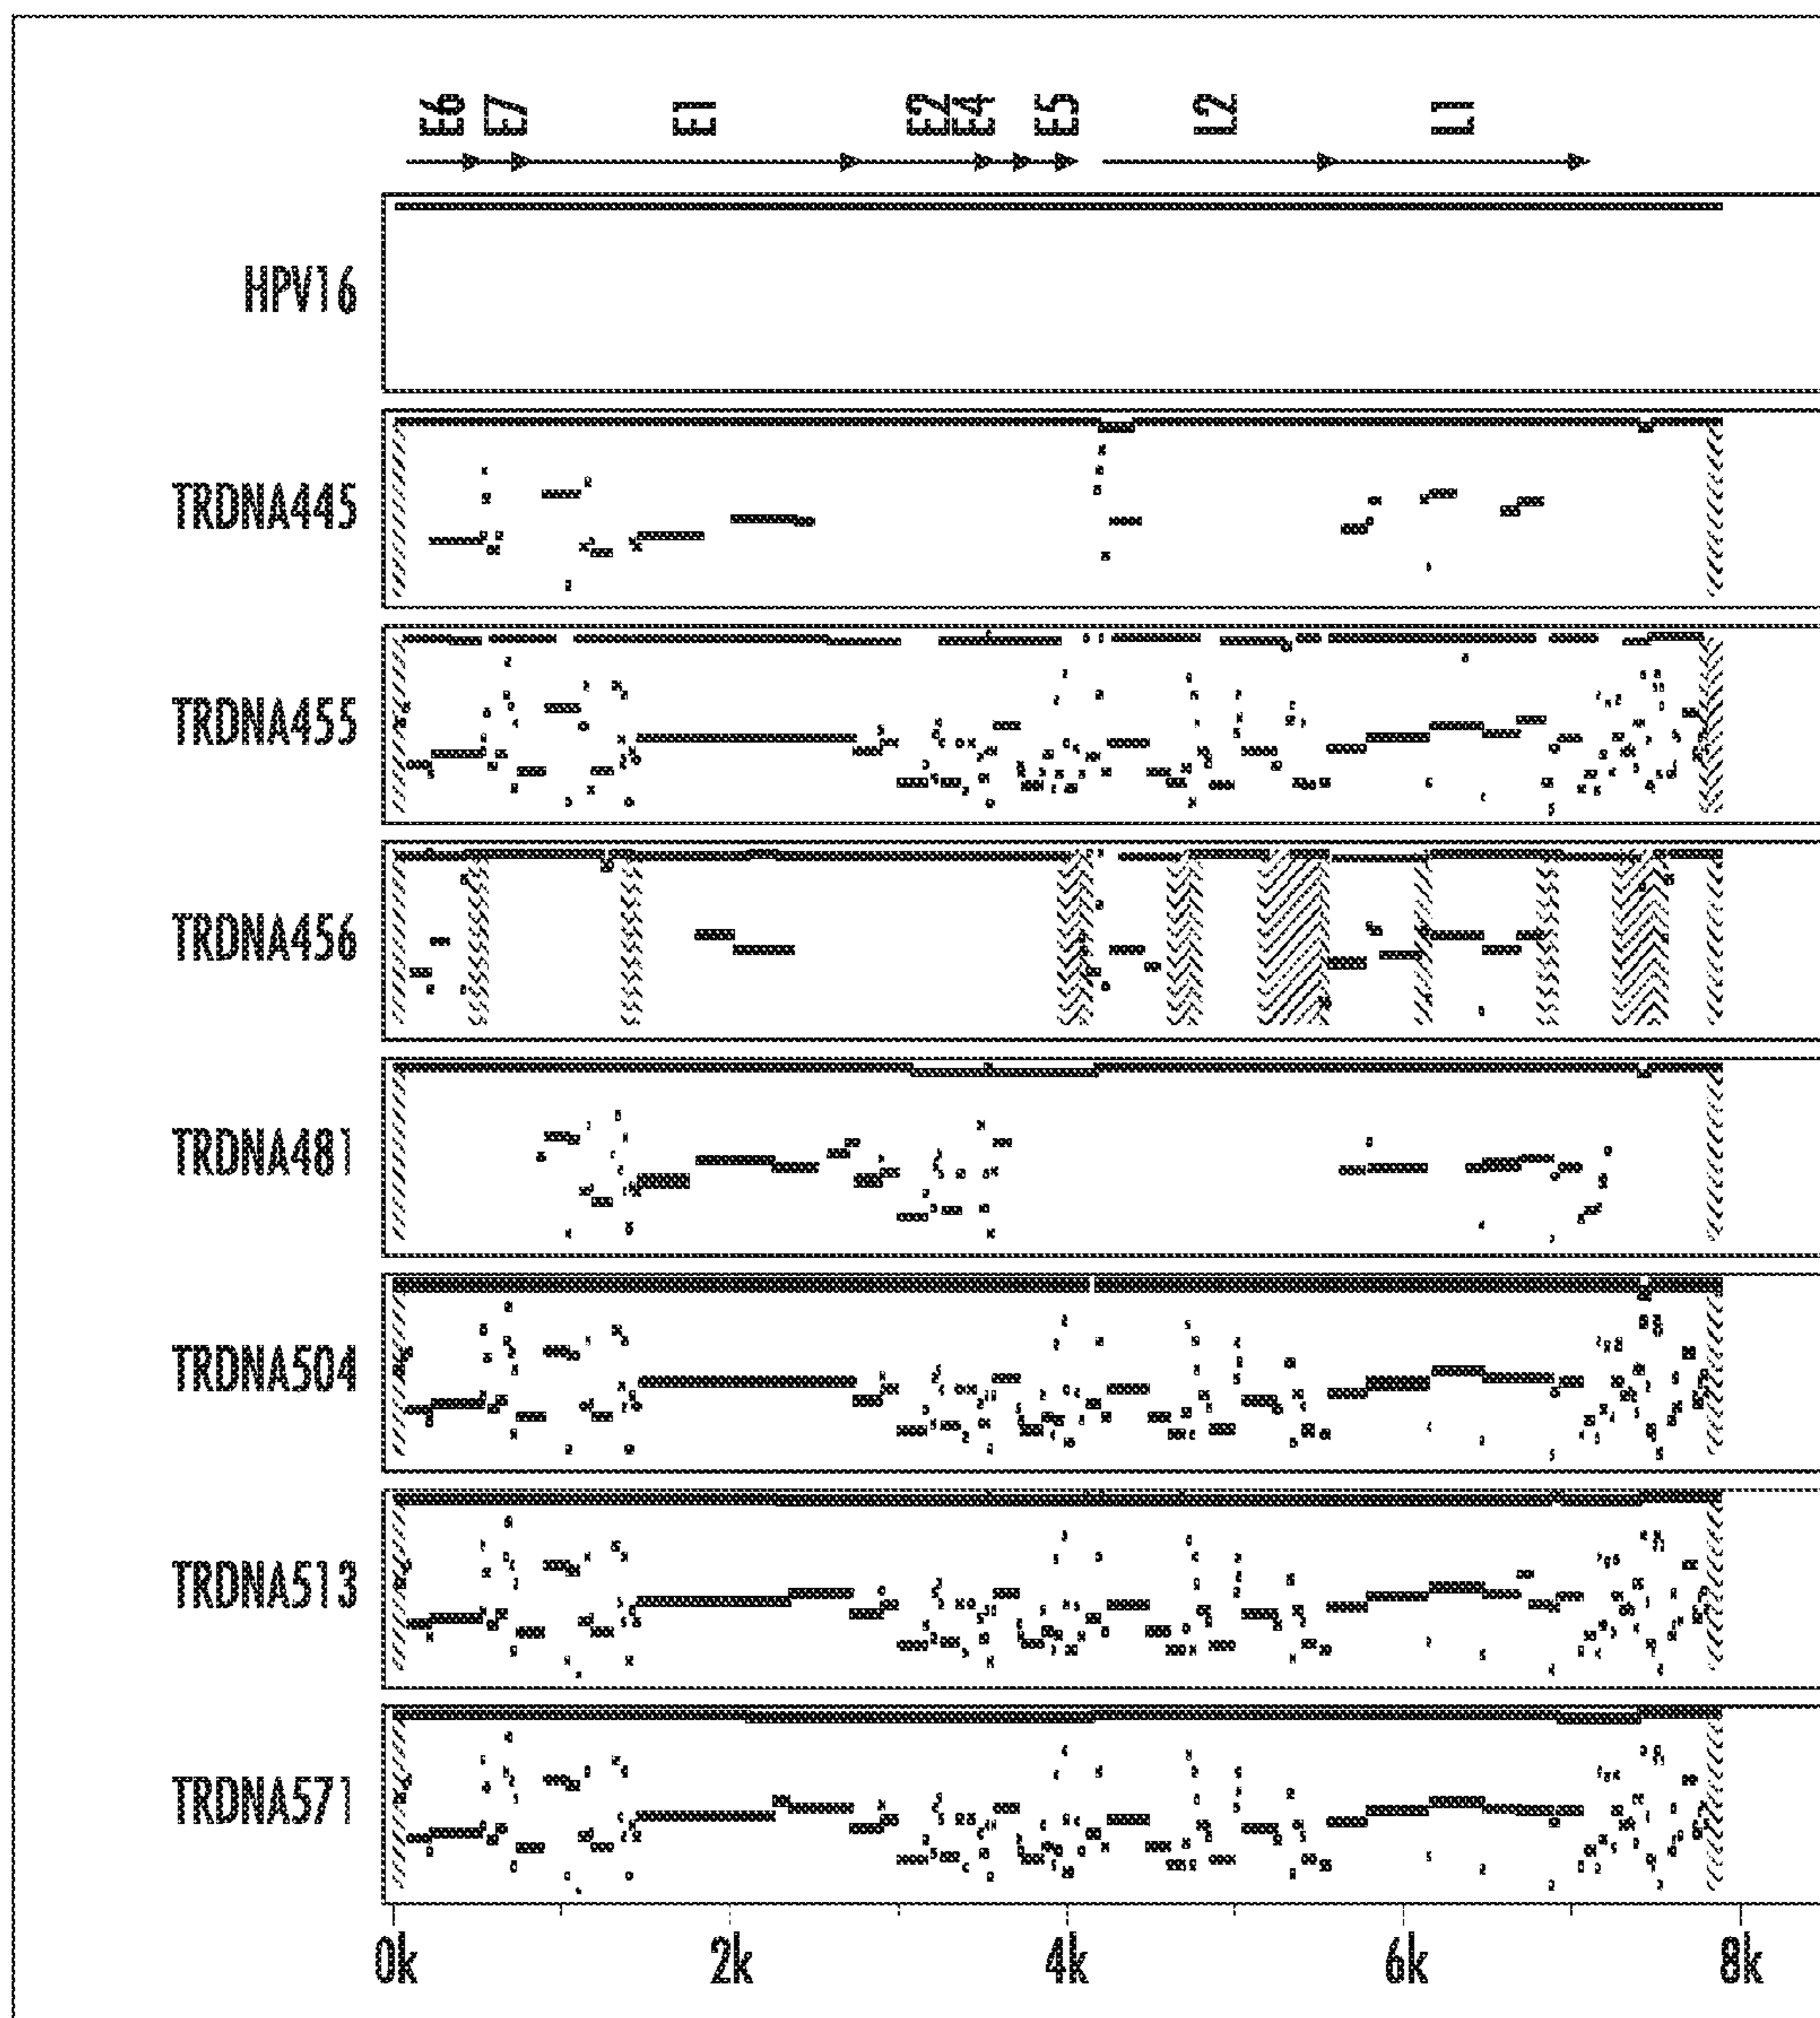 E6 E7 E1 E2 E4 E5 L2 L1
HPV16
TRDNA445
TRDNA455
TRDNA456
TRDNA481
TRDNA504
TRDNA513
TRDNA571
0k 2k 4k 6k 8k